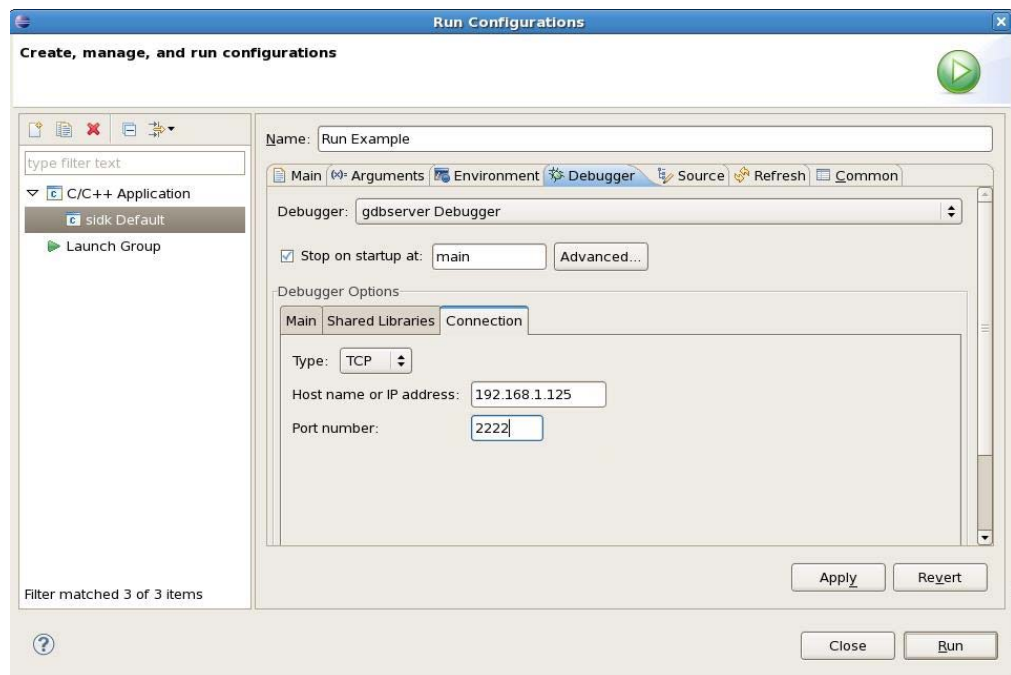 Run Configurations
Create, manage, and run configurations
type filter text
C/C++ Application
sidk Default
Launch Group
Filter matched 3 of 3 items
Name: Run Example
Main Arguments Environment Debugger Source Refresh Common
Debugger: gdbserver Debugger
Stop on startup at: main Advanced...
Debugger Options
Main Shared Libraries Connection
Type: TCP
Host name or IP address: 192.168.1.125
Port number: 2222
Apply Revert
Close Run